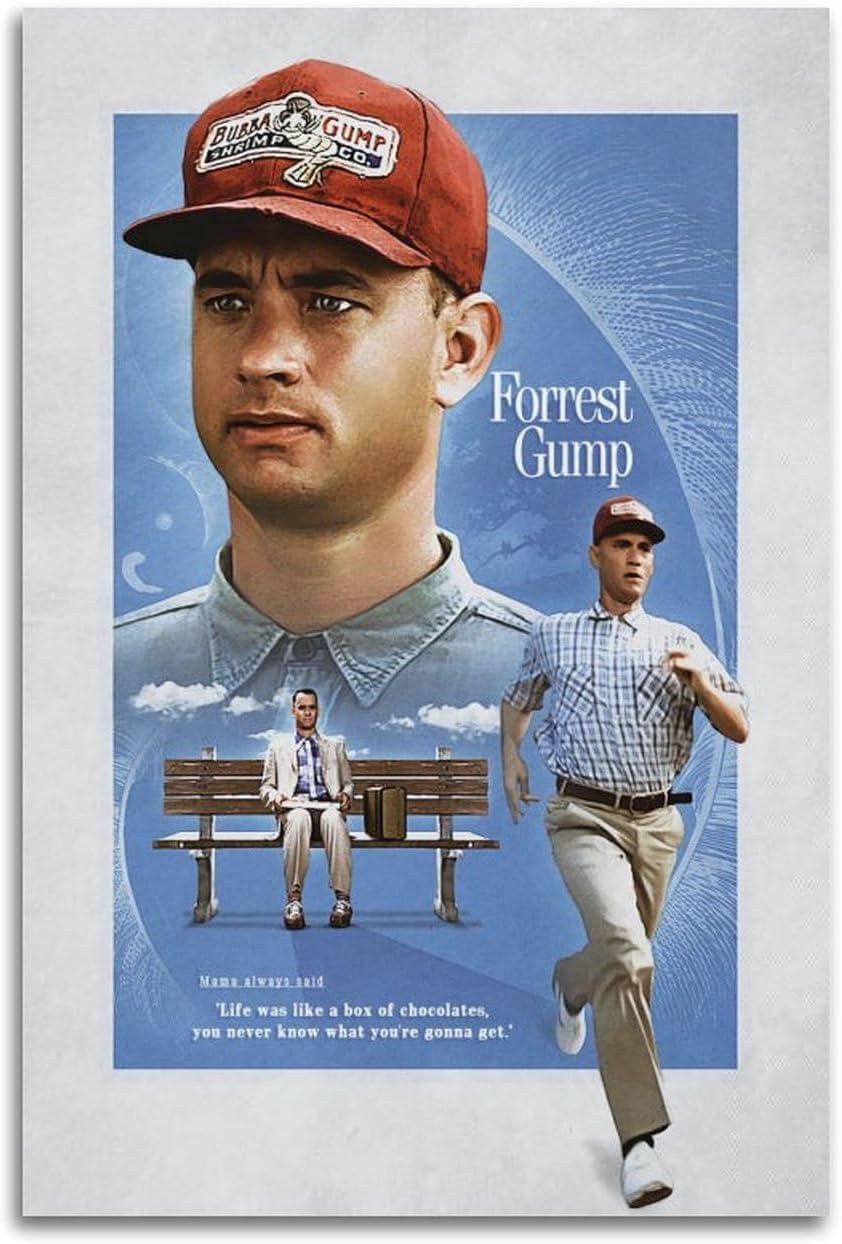 BUBBA GUMP
SHRIMP CO.
Forrest
Gump
Mama always said
'Life was like a box of chocolates,
you never know what you're gonna get.'